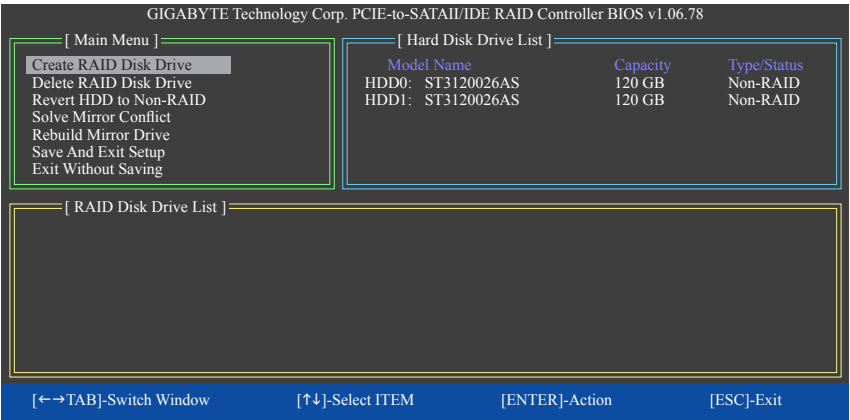 GIGABYTE Technology Corp. PCIE-to-SATAII/IDE RAID Controller BIOS v1.06.78
[ Main Menu ]
Create RAID Disk Drive
Delete RAID Disk Drive
Revert HDD to Non-RAID
Solve Mirror Conflict
Rebuild Mirror Drive
Save And Exit Setup
Exit Without Saving
[ Hard Disk Drive List ]
Model Name Capacity Type/Status
HDD0: ST3120026AS 120 GB Non-RAID
HDD1: ST3120026AS 120 GB Non-RAID
[ RAID Disk Drive List ]
[←→TAB]-Switch Window [↑↓]-Select ITEM [ENTER]-Action [ESC]-Exit